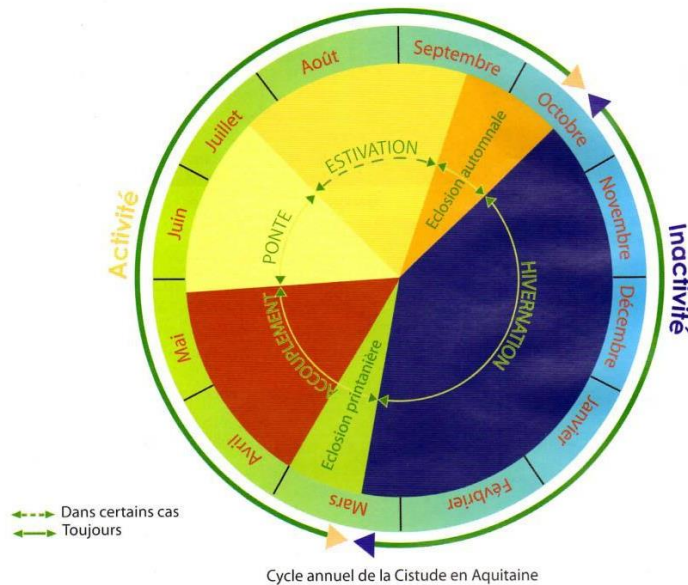 Septembre
Octobre
Novembre
Décembre
Janvier
Février
Mars
Avril
Mai
Juin
Juillet
Août
Activité
Inactivité
ESTIVATION
Eclosion automnale
PONTE
HIVERNATION
ACCOUPLEMENT
Eclosion printanière
Dans certains cas
Toujours
Cycle annuel de la Cistude en Aquitaine